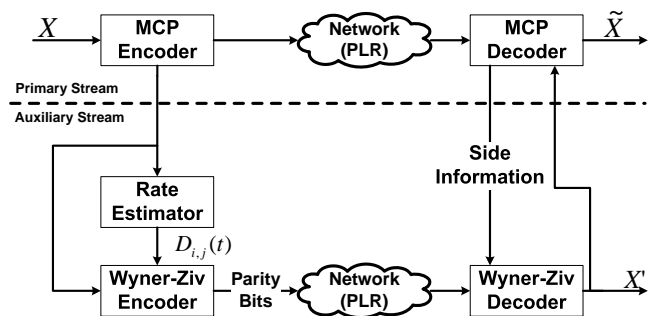 X
MCP
Encoder
Network
(PLR)
MCP
Decoder
X̃
Primary Stream
Auxiliary Stream
Side
Information
Rate
Estimator
D_{i,j}(t)
Wyner-Ziv
Encoder
Parity
Bits
Network
(PLR)
Wyner-Ziv
Decoder
X'